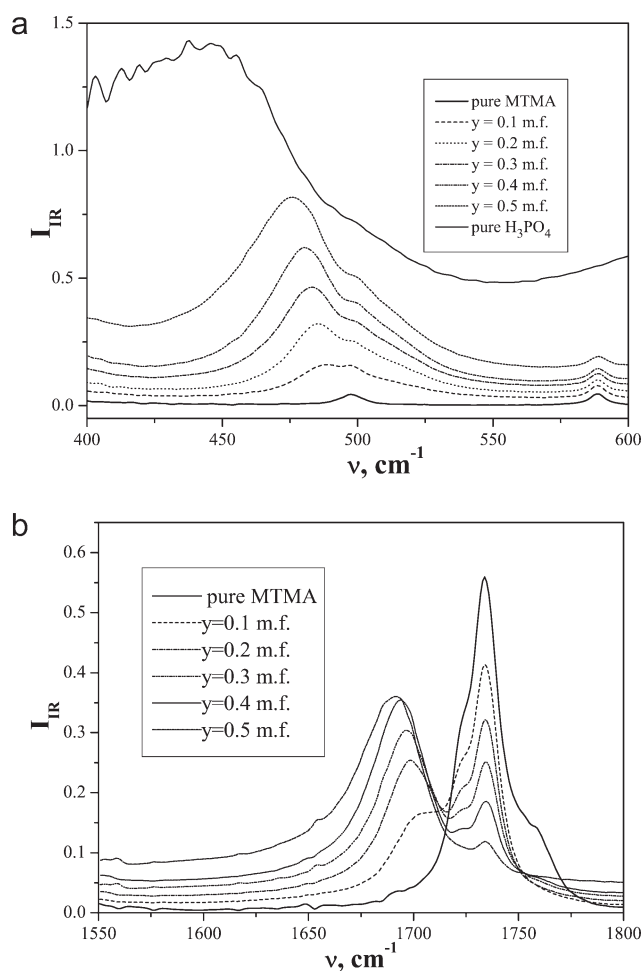 a
1.5
1.0
0.5
0.0
I_IR
pure MTMA
y = 0.1 m.f.
y = 0.2 m.f.
y = 0.3 m.f.
y = 0.4 m.f.
y = 0.5 m.f.
pure H₃PO₄
400 450 500 550 600
ν, cm⁻¹
b
0.6
0.5
0.4
0.3
0.2
0.1
0.0
I_IR
pure MTMA
y=0.1 m.f.
y=0.2 m.f.
y=0.3 m.f.
y=0.4 m.f.
y=0.5 m.f.
1550 1600 1650 1700 1750 1800
ν, cm⁻¹